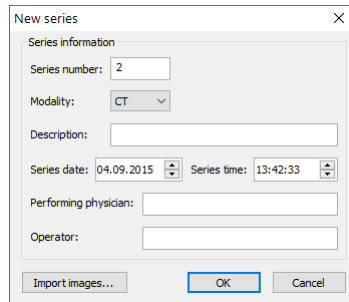 New series
Series information
Series number: 2
Modality: CT
Description:
Series date: 04.09.2015 Series time: 13:42:33
Performing physician:
Operator:
Import images... OK Cancel